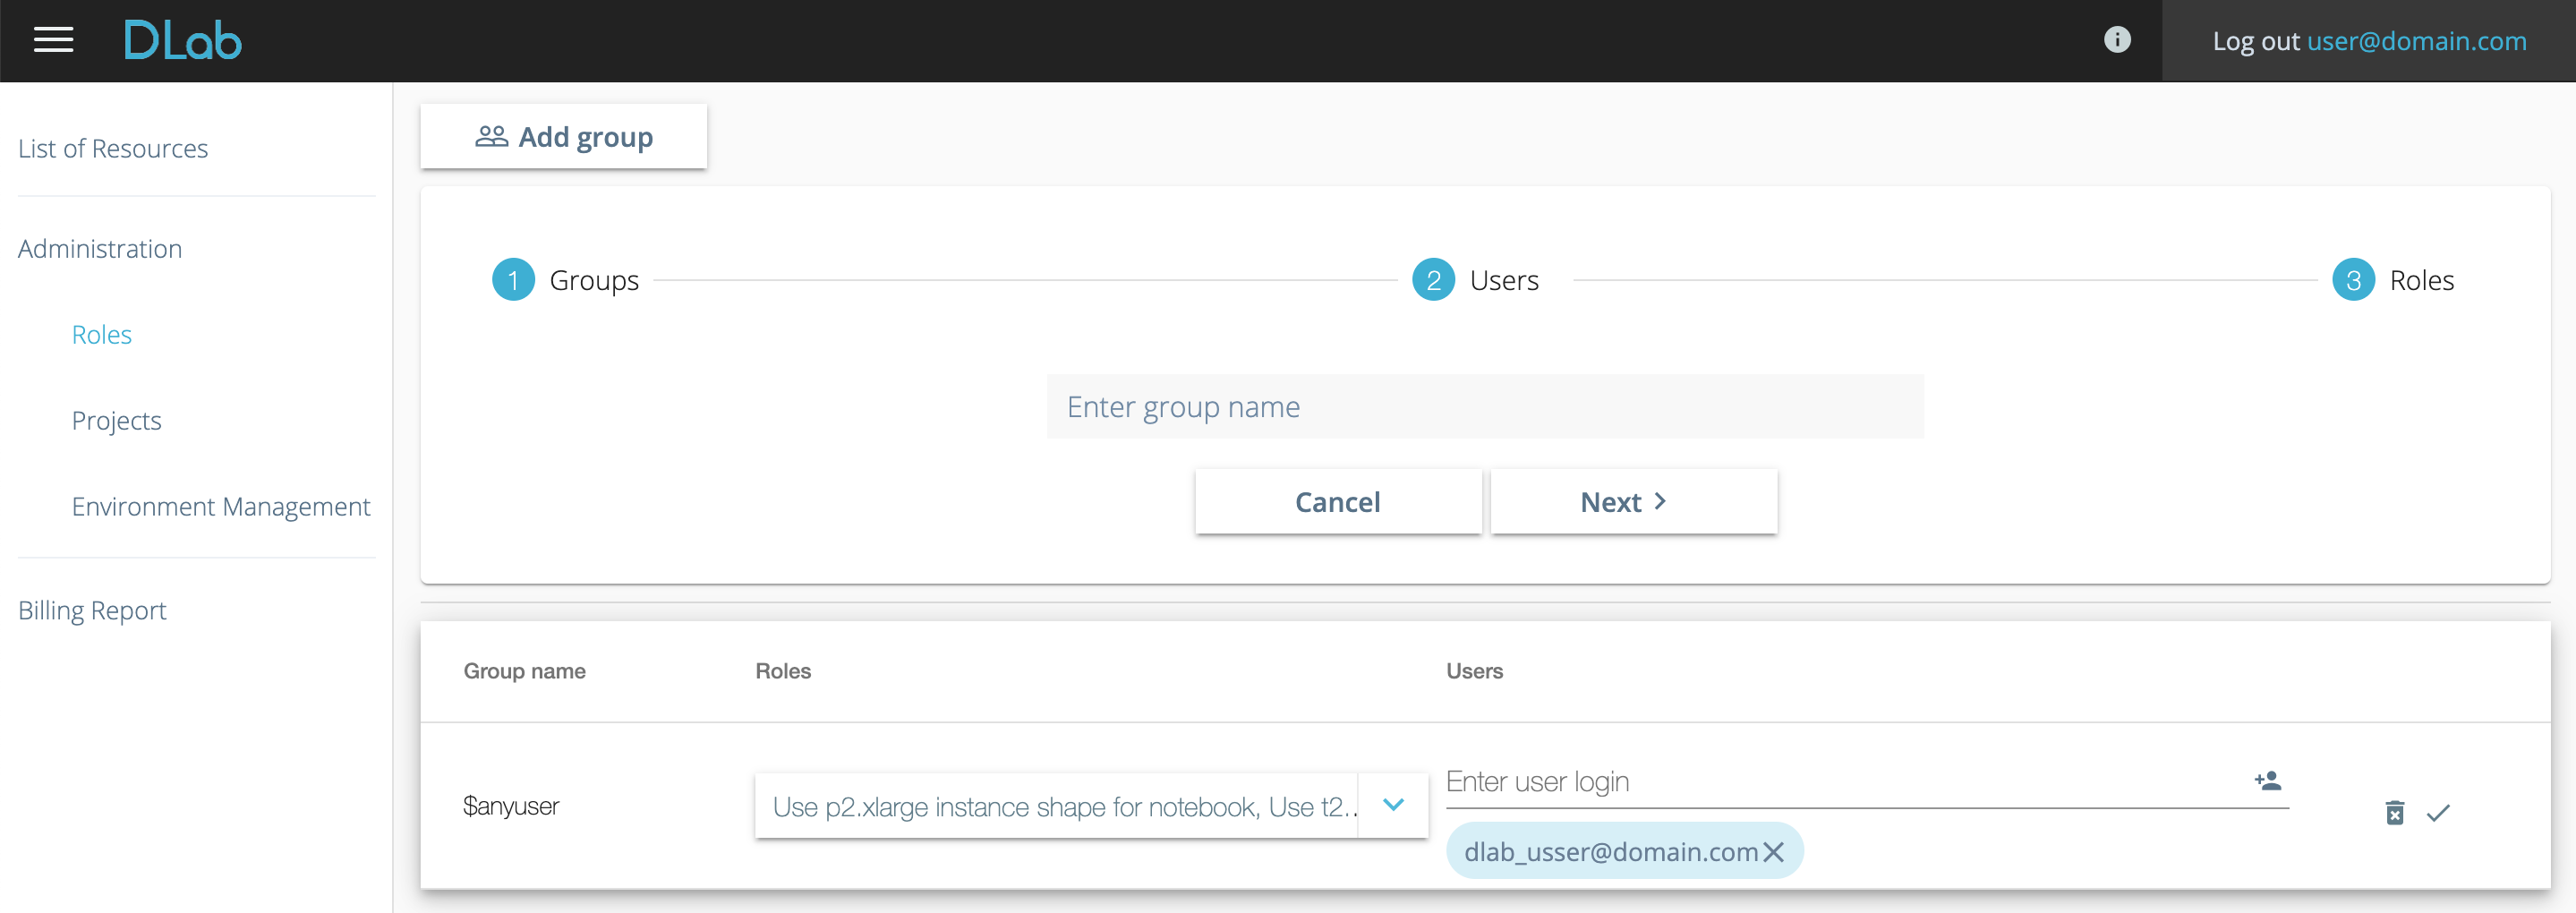 DLab
Log out user@domain.com
List of Resources
Administration
Roles
Projects
Environment Management
Billing Report
Add group
1 Groups
2 Users
3 Roles
Enter group name
Cancel
Next
Group name Roles Users
$anyuser
Use p2.xlarge instance shape for notebook, Use t2...
Enter user login
dlab_usser@domain.com